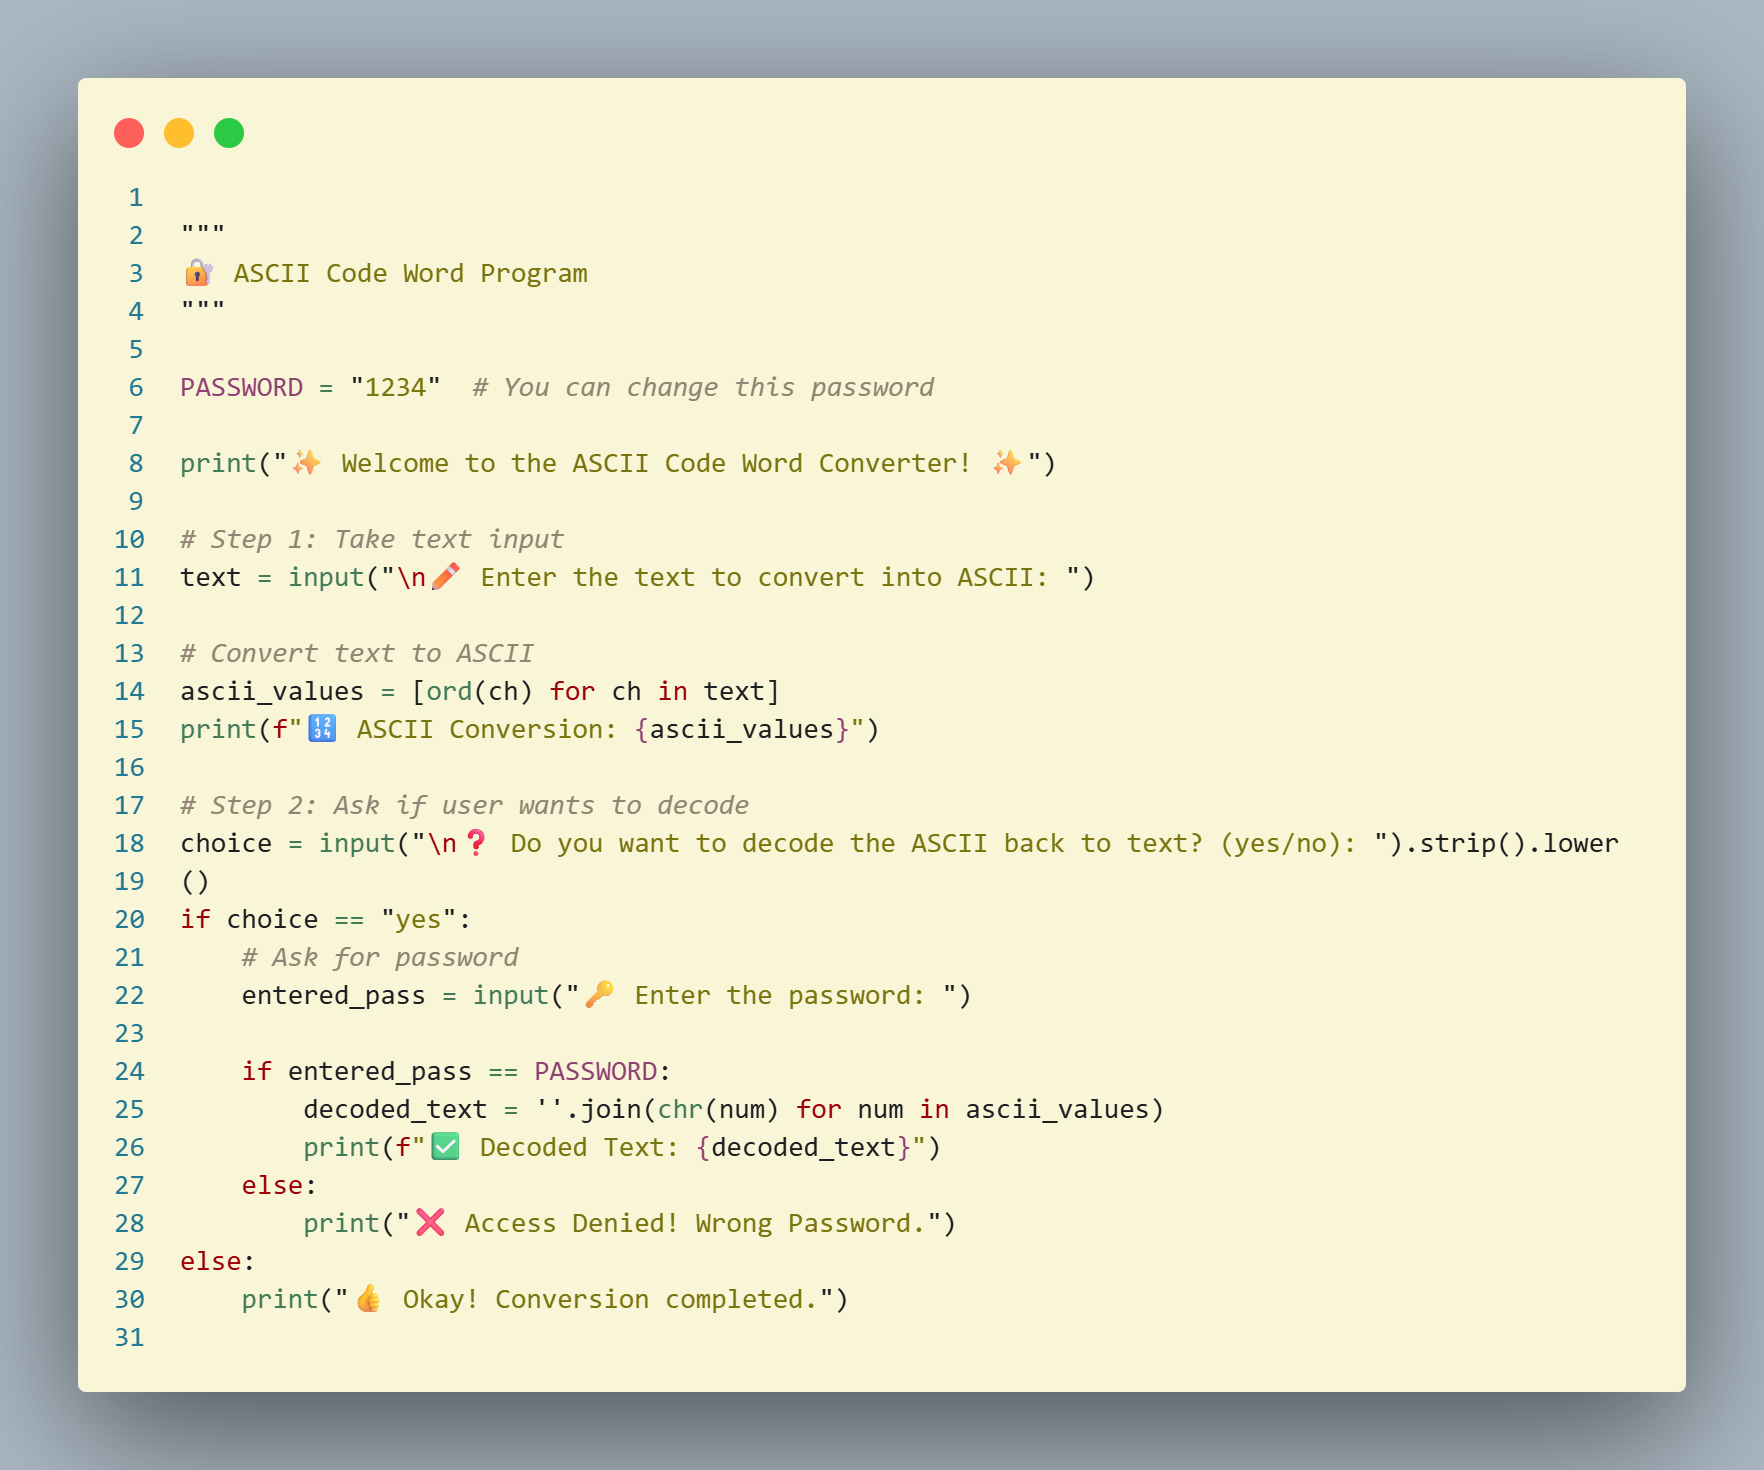 1
2 """
3 🔐 ASCII Code Word Program
4 """
5
6 PASSWORD = "1234"  # You can change this password
7
8 print("✨ Welcome to the ASCII Code Word Converter! ✨")
9
10 # Step 1: Take text input
11 text = input("\n✏️ Enter the text to convert into ASCII: ")
12
13 # Convert text to ASCII
14 ascii_values = [ord(ch) for ch in text]
15 print(f"🔢 ASCII Conversion: {ascii_values}")
16
17 # Step 2: Ask if user wants to decode
18 choice = input("\n❓ Do you want to decode the ASCII back to text? (yes/no): ").strip().lower
19 ()
20 if choice == "yes":
21     # Ask for password
22     entered_pass = input("🔑 Enter the password: ")
23
24     if entered_pass == PASSWORD:
25         decoded_text = ''.join(chr(num) for num in ascii_values)
26         print(f"✅ Decoded Text: {decoded_text}")
27     else:
28         print("❌ Access Denied! Wrong Password.")
29 else:
30     print("👍 Okay! Conversion completed.")
31